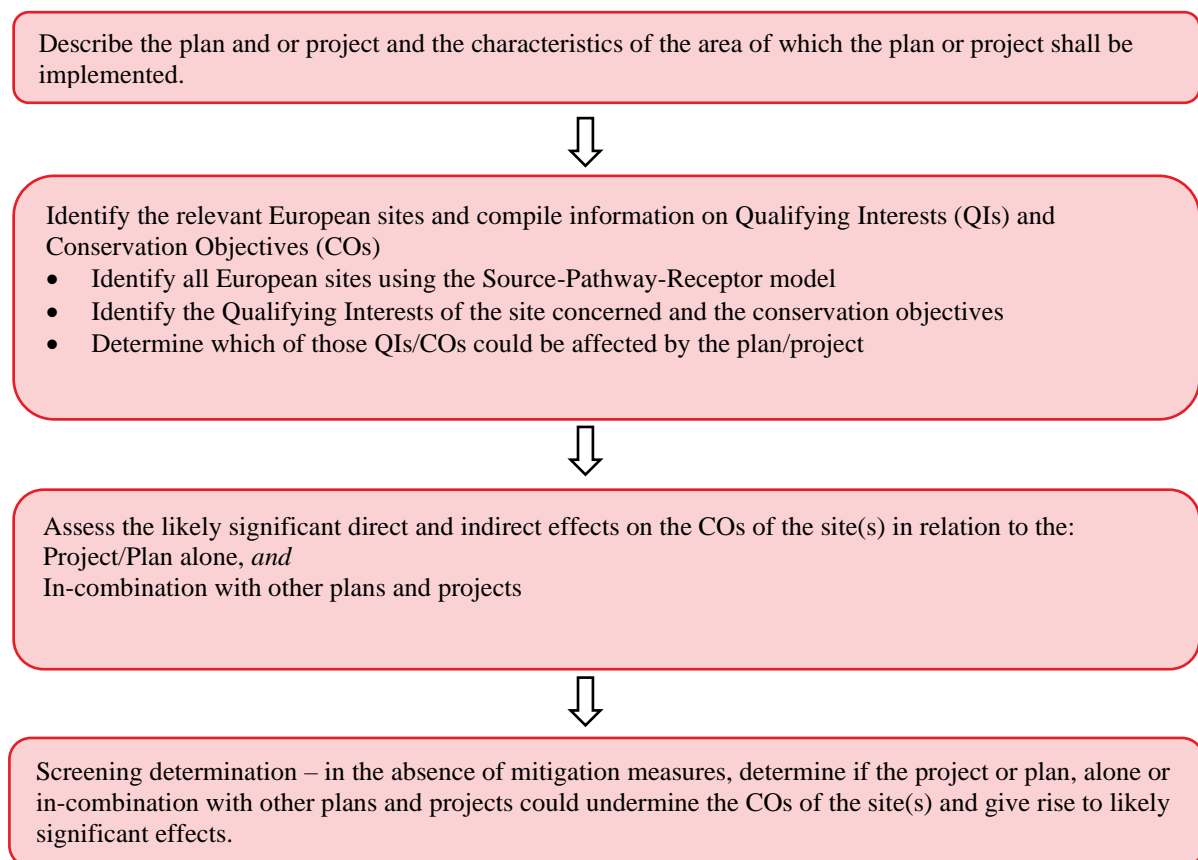 Describe the plan and or project and the characteristics of the area of which the plan or project shall be
implemented.
Identify the relevant European sites and compile information on Qualifying Interests (QIs) and
Conservation Objectives (COs)
• Identify all European sites using the Source-Pathway-Receptor model
• Identify the Qualifying Interests of the site concerned and the conservation objectives
• Determine which of those QIs/COs could be affected by the plan/project
Assess the likely significant direct and indirect effects on the COs of the site(s) in relation to the:
Project/Plan alone, and
In-combination with other plans and projects
Screening determination – in the absence of mitigation measures, determine if the project or plan, alone or
in-combination with other plans and projects could undermine the COs of the site(s) and give rise to likely
significant effects.